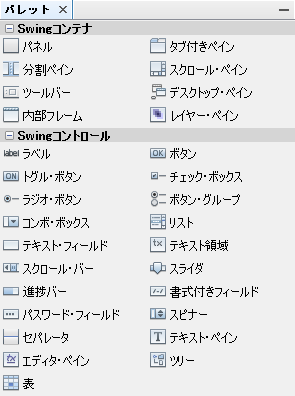 パレット
Swingコンテナ
パネル タブ付きペイン
分割ペイン スクロール・ペイン
ツールバー デスクトップ・ペイン
内部フレーム レイヤー・ペイン
Swingコントロール
label ラベル OK ボタン
ON トグル・ボタン チェック・ボックス
ラジオ・ボタン ボタン・グループ
コンボ・ボックス リスト
テキスト・フィールド tx テキスト領域
スクロール・バー スライダ
進捗バー 書式付きフィールド
パスワード・フィールド スピナー
セパレータ T テキスト・ペイン
tx エディタ・ペイン ツリー
表